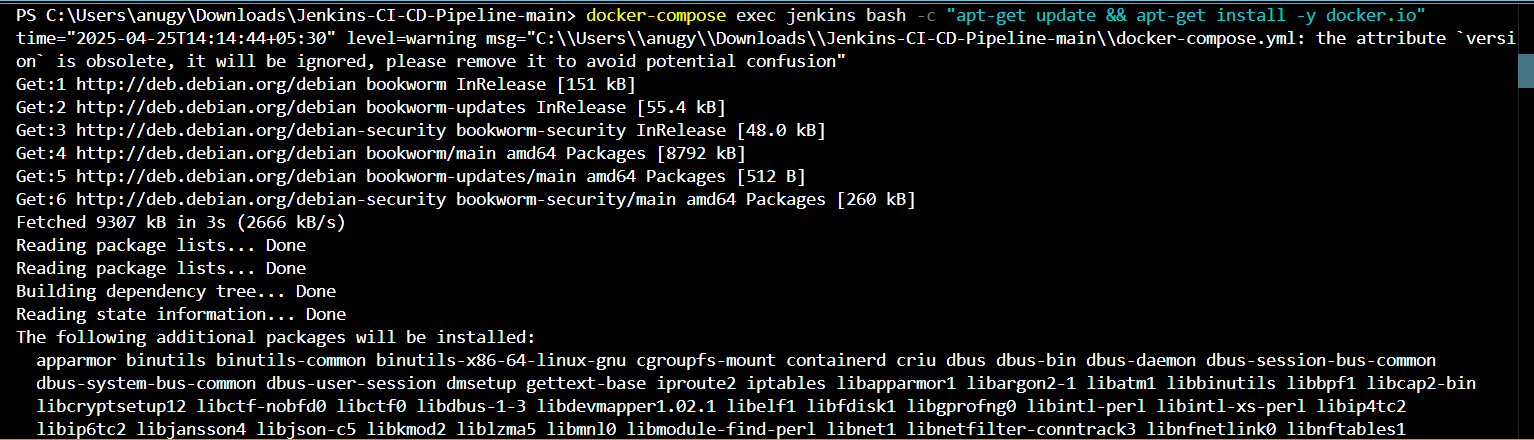 PS C:\Users\anugy\Downloads\Jenkins-CI-CD-Pipeline-main> docker-compose exec jenkins bash -c "apt-get update && apt-get install -y docker.io"
time="2025-04-25T14:14:44+05:30" level=warning msg="C:\\Users\\anugy\\Downloads\\Jenkins-CI-CD-Pipeline-main\\docker-compose.yml: the attribute `versi
on` is obsolete, it will be ignored, please remove it to avoid potential confusion"
Get:1 http://deb.debian.org/debian bookworm InRelease [151 kB]
Get:2 http://deb.debian.org/debian bookworm-updates InRelease [55.4 kB]
Get:3 http://deb.debian.org/debian-security bookworm-security InRelease [48.0 kB]
Get:4 http://deb.debian.org/debian bookworm/main amd64 Packages [8792 kB]
Get:5 http://deb.debian.org/debian bookworm-updates/main amd64 Packages [512 B]
Get:6 http://deb.debian.org/debian-security bookworm-security/main amd64 Packages [260 kB]
Fetched 9307 kB in 3s (2666 kB/s)
Reading package lists... Done
Reading package lists... Done
Building dependency tree... Done
Reading state information... Done
The following additional packages will be installed:
  apparmor binutils binutils-common binutils-x86-64-linux-gnu cgroupfs-mount containerd criu dbus dbus-bin dbus-daemon dbus-session-bus-common
  dbus-system-bus-common dbus-user-session dmsetup gettext-base iproute2 iptables libapparmor1 libargon2-1 libatm1 libbinutils libbpf1 libcap2-bin
  libcryptsetup12 libctf-nobfd0 libctf0 libdbus-1-3 libdevmapper1.02.1 libelf1 libfdisk1 libgprofng0 libintl-perl libintl-xs-perl libip4tc2
  libip6tc2 libjansson4 libjson-c5 libkmod2 liblzma5 libmnl0 libmodule-find-perl libnet1 libnetfilter-conntrack3 libnfnetlink0 libnftables1